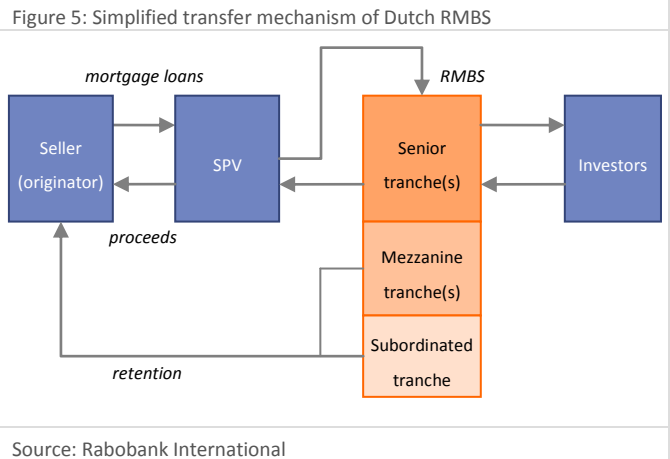 Figure 5: Simplified transfer mechanism of Dutch RMBS
mortgage loans
RMBS
Seller
(originator)
SPV
Senior
tranche(s)
Investors
proceeds
Mezzanine
tranche(s)
Subordinated
tranche
retention
Source: Rabobank International